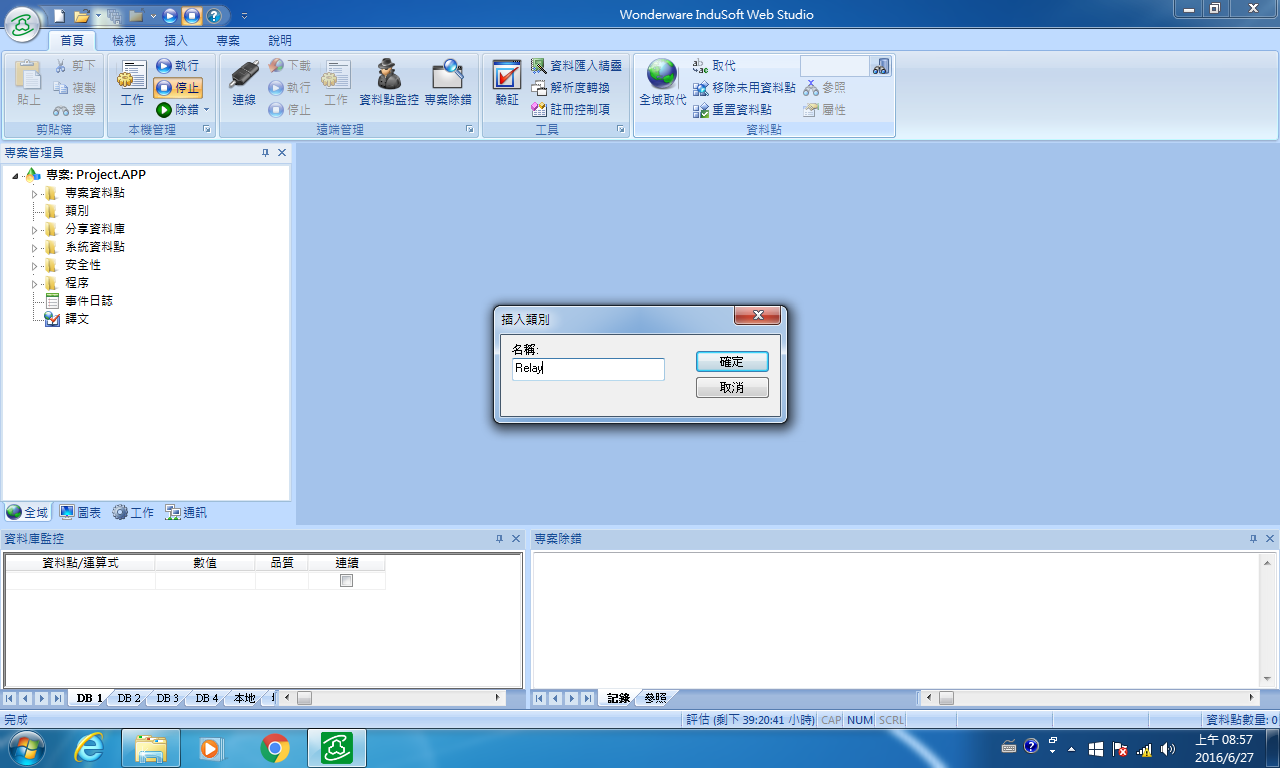 Wonderware InduSoft Web Studio
首頁 檢視 插入 專案 說明
貼上 剪下 複製 搜尋
剪貼簿
工作 執行 停止 除錯
本機管理
連線 下載 執行 停止 工作 資料點監控 專案除錯
遠端管理
驗証 資料匯入精靈 解析度轉換 註冊控制項
工具
全域取代 取代 移除未用資料點 重置資料點 參照 屬性
資料點
專案管理員
專案: Project.APP
專案資料點
類別
分享資料庫
系統資料點
安全性
程序
事件日誌
譯文
全域 圖表 工作 通訊
插入類別
名稱:
Relay
確定
取消
資料庫監控
資料點/運算式 數值 品質 連續
DB 1 DB 2 DB 3 DB 4 本地
專案除錯
記錄 參照
完成
評估 (剩下 39:20:41 小時) CAP NUM SCRL 資料點數量: 0
上午 08:57
2016/6/27